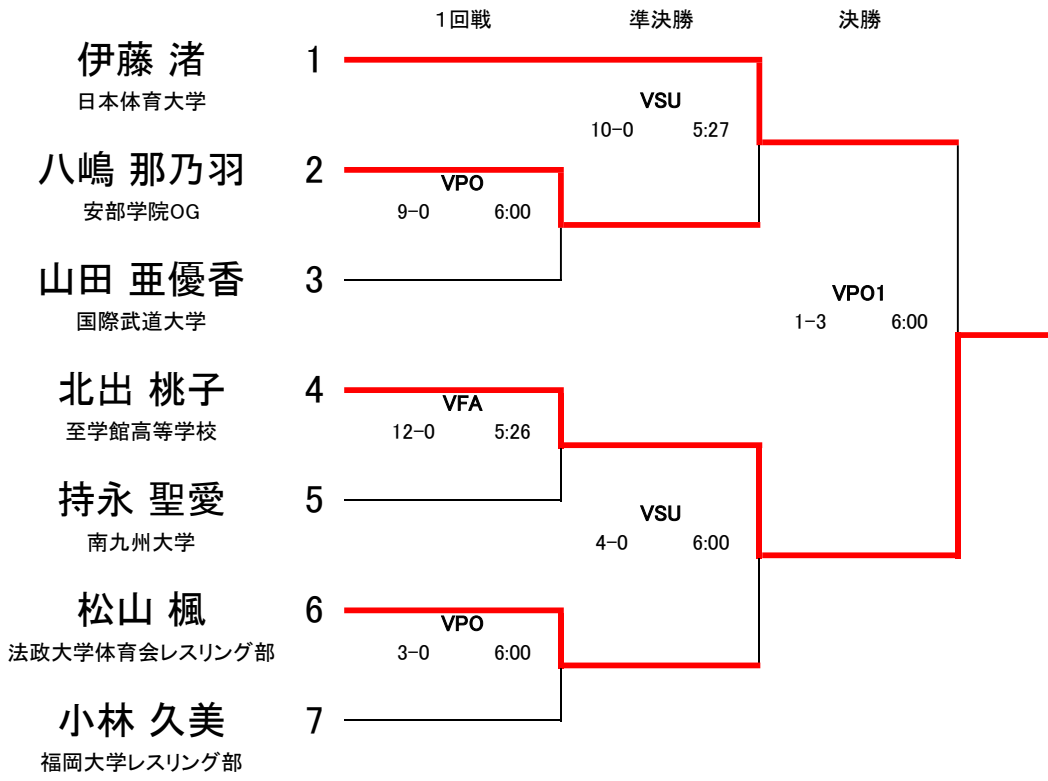 １回戦 準決勝 決勝
伊藤 渚 1
日本体育大学
VSU
10-0 5:27
八嶋 那乃羽 2
VPO
安部学院OG 9-0 6:00
山田 亜優香 3
国際武道大学
VPO1
1-3 6:00
北出 桃子 4
VFA
至学館高等学校 12-0 5:26
持永 聖愛 5
VSU
南九州大学 4-0 6:00
松山 楓 6
VPO
法政大学体育会レスリング部 3-0 6:00
小林 久美 7
福岡大学レスリング部